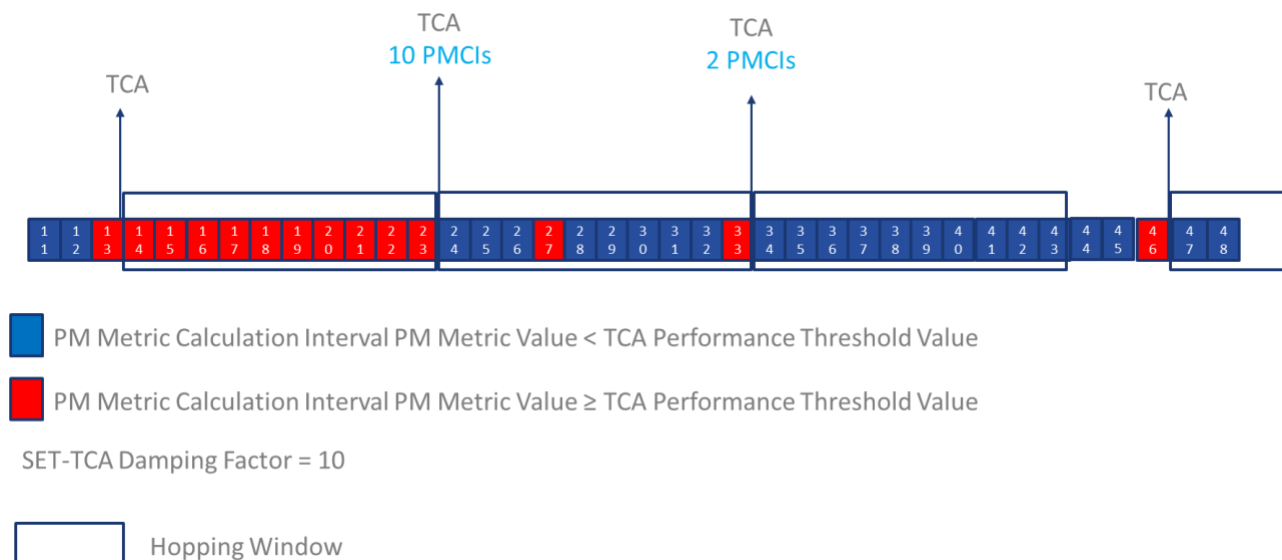 TCA
10 PMCIs
TCA
2 PMCIs
TCA
TCA
11 12 13 14 15 16 17 18 19 20 21 22 23 24 25 26 27 28 29 30 31 32 33 34 35 36 37 38 39 40 41 42 43 44 45 46 47 48
PM Metric Calculation Interval PM Metric Value < TCA Performance Threshold Value
PM Metric Calculation Interval PM Metric Value ≥ TCA Performance Threshold Value
SET-TCA Damping Factor = 10
Hopping Window